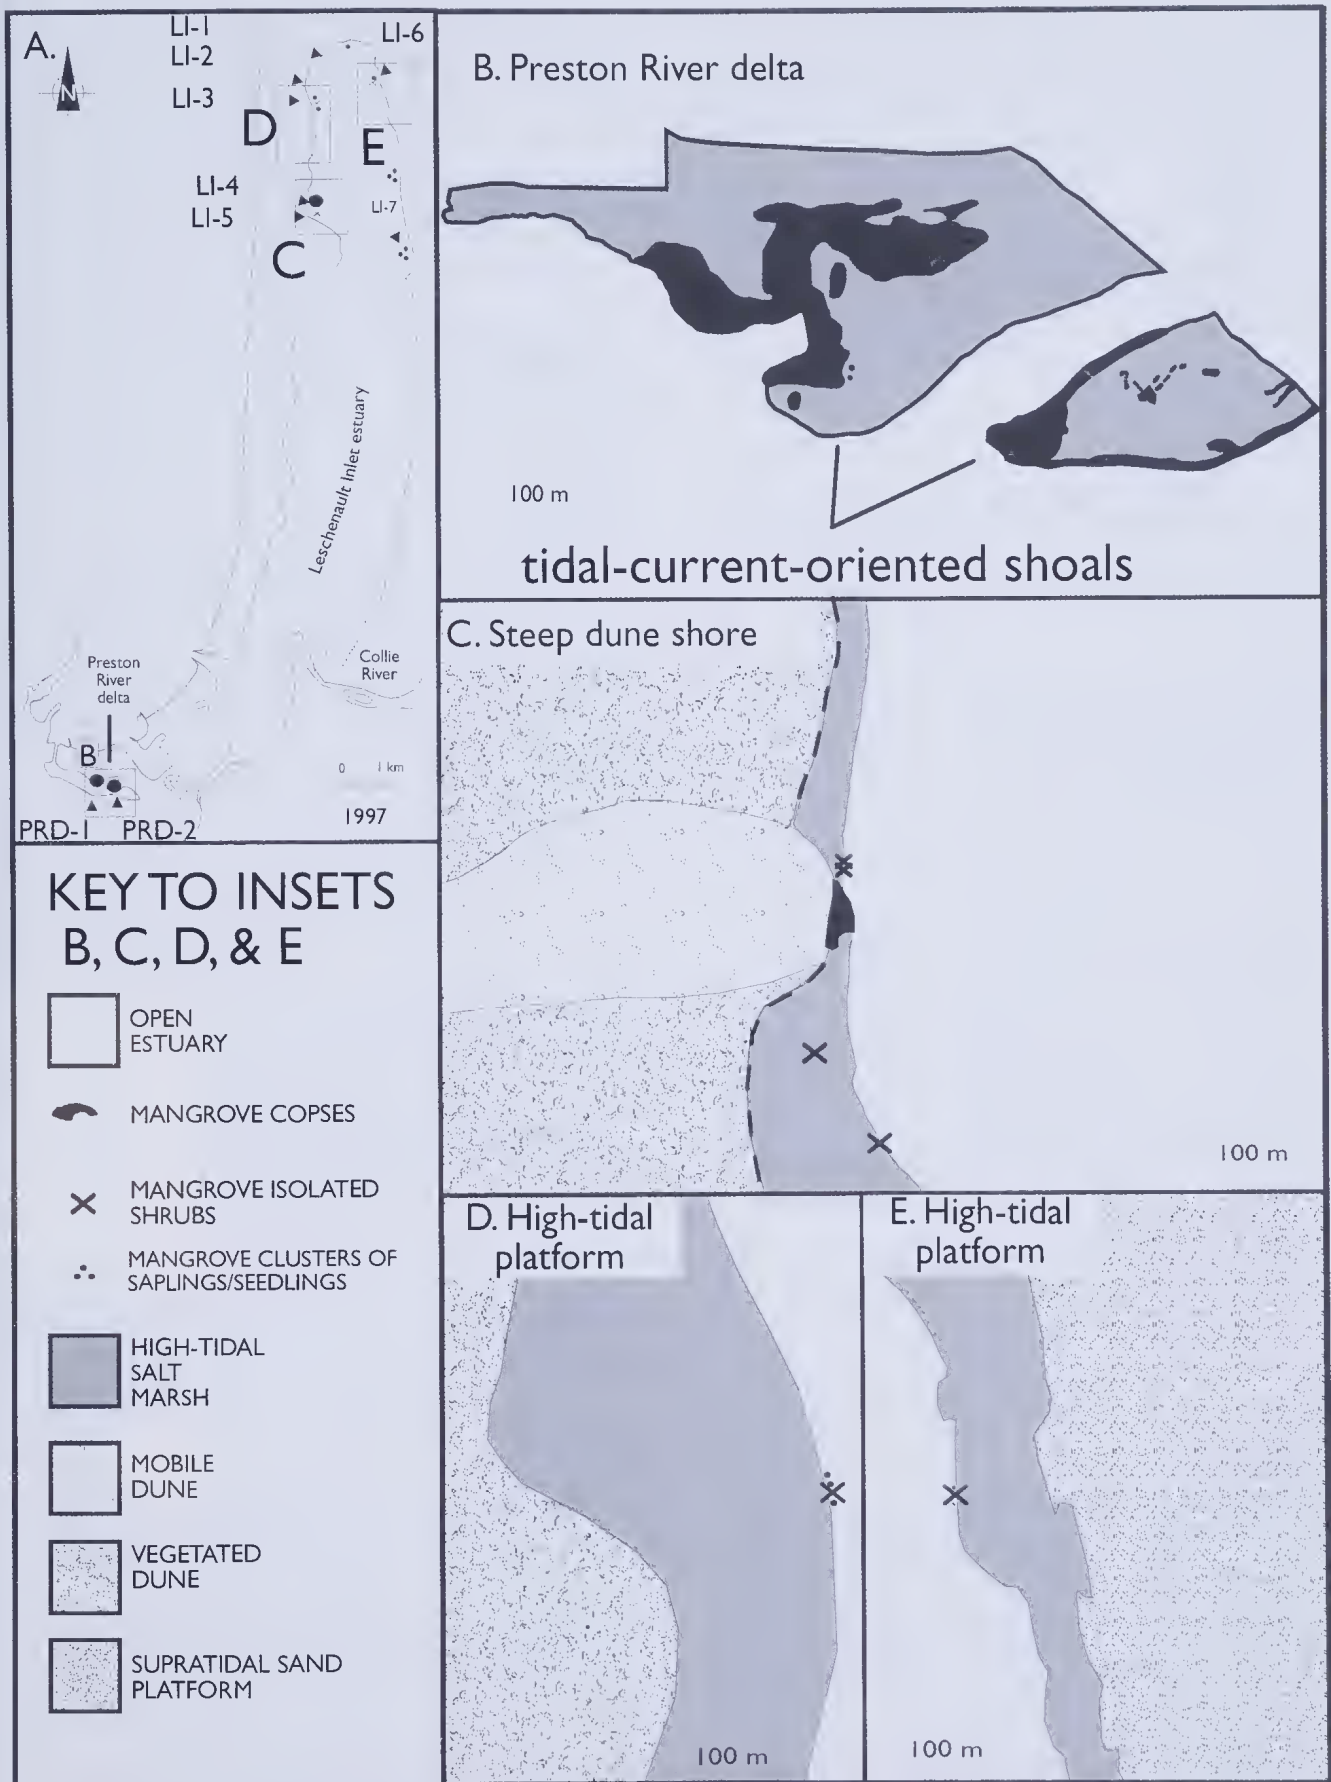 A.
N
LI-1
LI-2
LI-3
LI-6
D
E
LI-4
LI-5
LI-7
C
Leschenault Inlet estuary
Preston
River
delta
Collie
River
B
0 1 km
1997
PRD-1 PRD-2
B. Preston River delta
?
100 m
tidal-current-oriented shoals
C. Steep dune shore
100 m
KEY TO INSETS
B, C, D, & E
OPEN
ESTUARY
MANGROVE COPSES
MANGROVE ISOLATED
SHRUBS
MANGROVE CLUSTERS OF
SAPLINGS/SEEDLINGS
HIGH-TIDAL
SALT
MARSH
MOBILE
DUNE
VEGETATED
DUNE
SUPRATIDAL SAND
PLATFORM
D. High-tidal
platform
100 m
E. High-tidal
platform
100 m